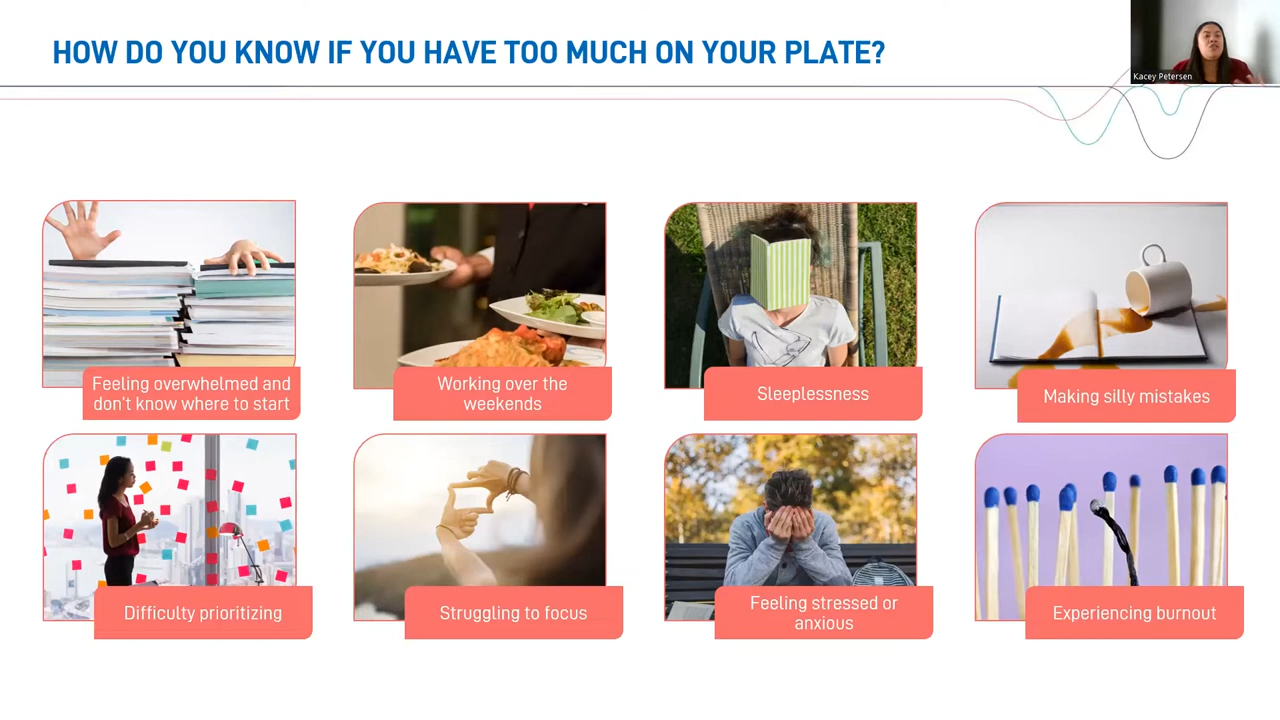 HOW DO YOU KNOW IF YOU HAVE TOO MUCH ON YOUR PLATE?
Kacey Petersen
Feeling overwhelmed and
don't know where to start
Working over the
weekends
Sleeplessness
Making silly mistakes
Difficulty prioritizing
Struggling to focus
Feeling stressed or
anxious
Experiencing burnout